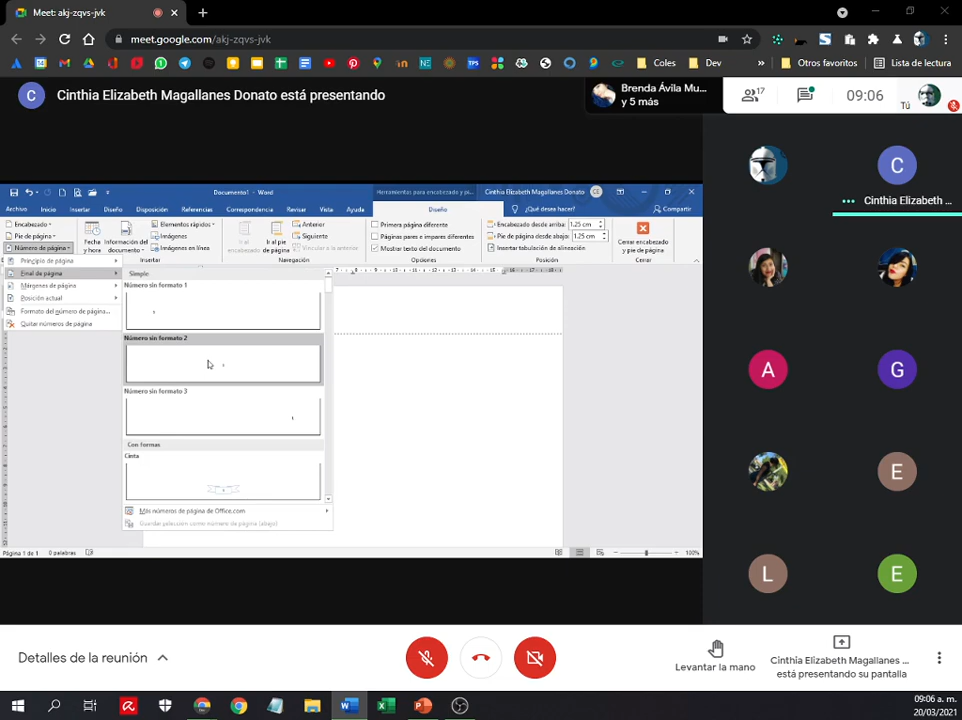 Meet: akj-zqvs-jvk
meet.google.com/akj-zqvs-jvk
Coles
Dev
»
Otros favoritos
Lista de lectura
C
Cinthia Elizabeth Magallanes Donato está presentando
Brenda Ávila Mu...
y 5 más
17
09:06
Tú
C
Cinthia Elizabeth ...
Documento1 - Word
Herramientas para encabezado y pi...
Cinthia Elizabeth Magallanes Donato
CE
Archivo
Inicio
Insertar
Diseño
Disposición
Referencias
Correspondencia
Revisar
Vista
Ayuda
Diseño
¿Qué desea hacer?
Compartir
Encabezado
Pie de página
Número de página
Fecha y hora
Información del documento
Elementos rápidos
Imágenes
Imágenes en línea
Insertar
Ir al encabezado
Ir al pie de página
Anterior
Siguiente
Vincular a la anterior
Navegación
Primera página diferente
Páginas pares e impares diferentes
Mostrar texto del documento
Opciones
Encabezado desde arriba: 1.25 cm
Pie de página desde abajo: 1.25 cm
Insertar tabulación de alineación
Posición
Cerrar encabezado y pie de página
Cerrar
Principio de página
Final de página
Márgenes de página
Posición actual
Formato del número de página...
Quitar números de página
Simple
Número sin formato 1
Número sin formato 2
Número sin formato 3
Con formas
Cinta
Más números de página de Office.com
Guardar selección como número de página (abajo)
Página 1 de 1
0 palabras
100%
A
G
E
L
E
Detalles de la reunión
Levantar la mano
Cinthia Elizabeth Magallanes ...
está presentando su pantalla
09:06 a. m.
20/03/2021